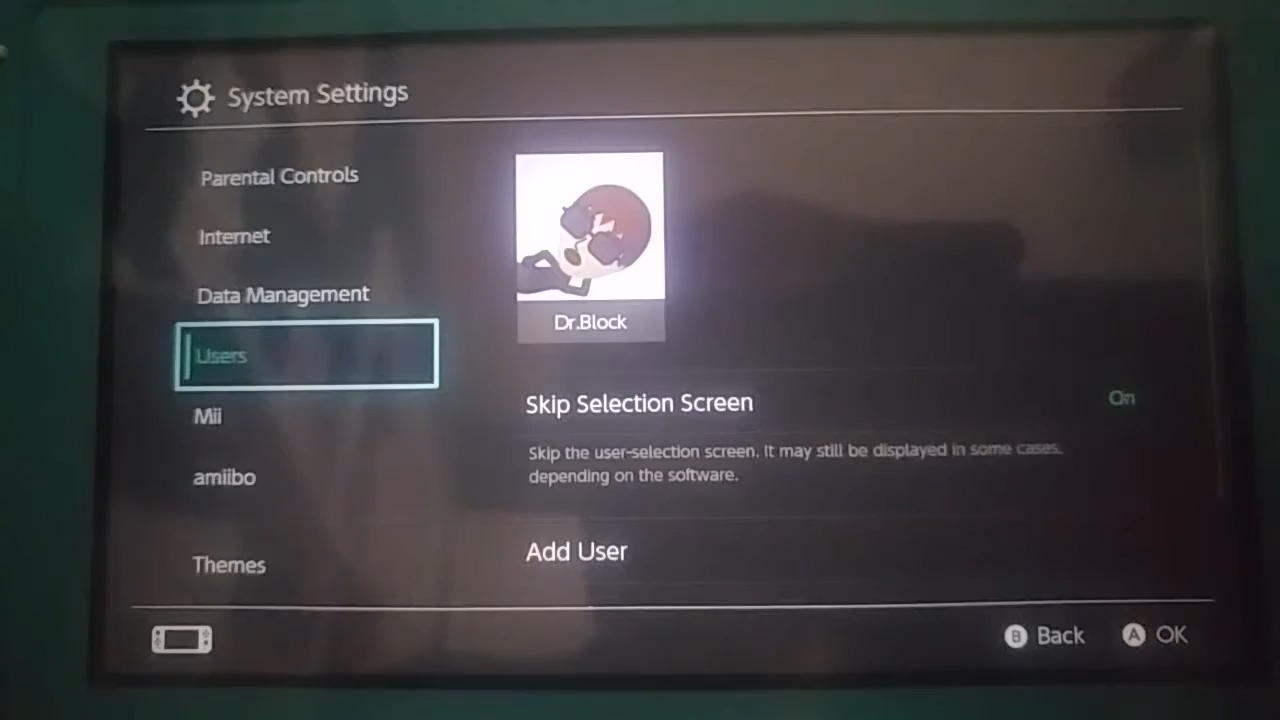 System Settings
Parental Controls
Internet
Data Management
Users
Mii
amiibo
Themes
Dr.Block
Skip Selection Screen
On
Skip the user-selection screen. It may still be displayed in some cases,
depending on the software.
Add User
B Back
A OK